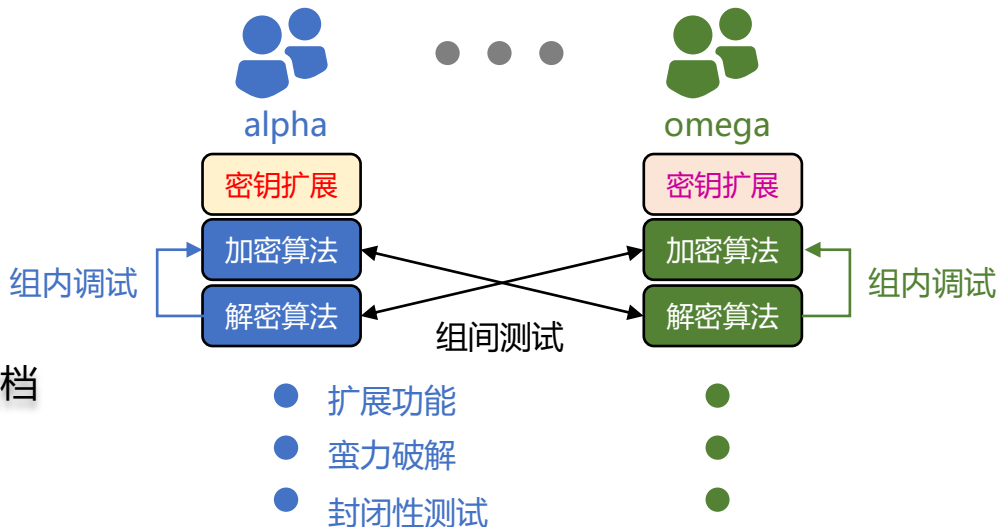 alpha
omega
密钥扩展
密钥扩展
加密算法
加密算法
组内调试
组内调试
解密算法
解密算法
组间测试
档
扩展功能
蛮力破解
封闭性测试